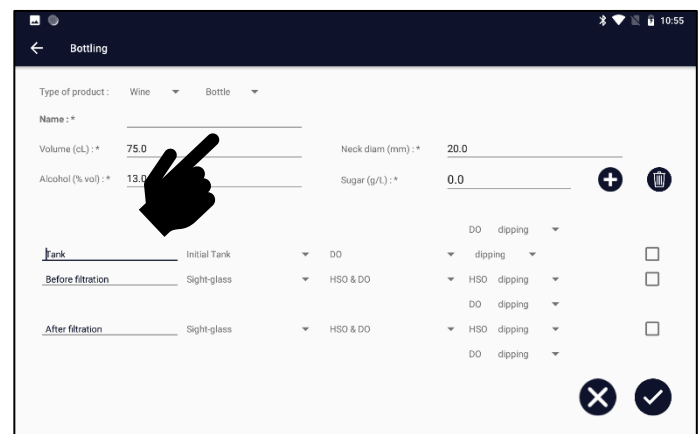 10:55
Bottling
Type of product : Wine Bottle
Name : *
Volume (cL) : * 75.0 Neck diam (mm) : * 20.0
Alcohol (% vol) : * 13.0 Sugar (g/L) : * 0.0
DO dipping
Tank Initial Tank DO dipping
Before filtration Sight-glass HSO & DO HSO dipping
DO dipping
After filtration Sight-glass HSO & DO HSO dipping
DO dipping